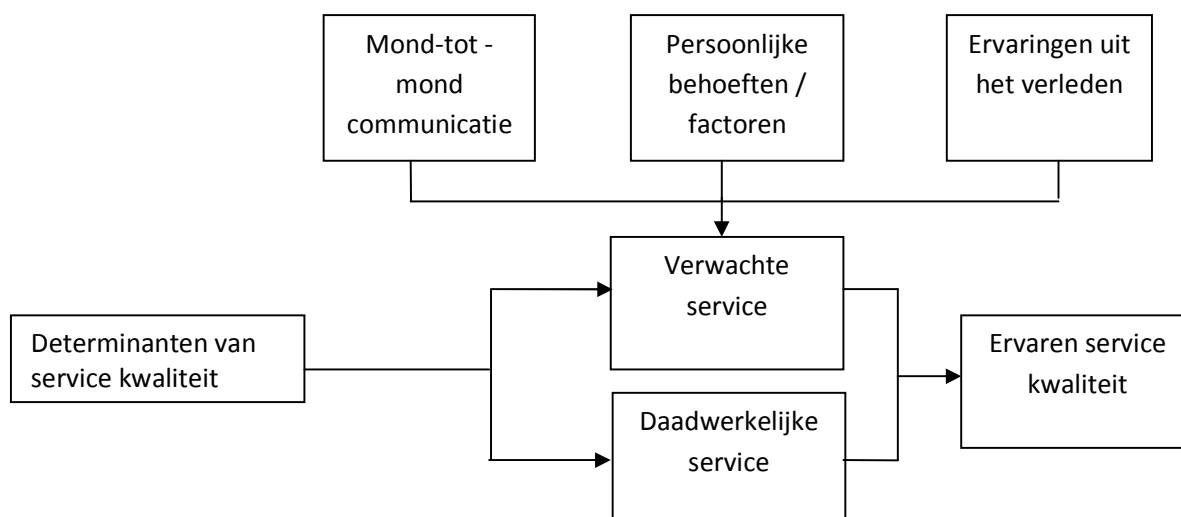 Mond-tot -
mond
communicatie
Persoonlijke
behoeften /
factoren
Ervaringen uit
het verleden
Verwachte
service
Determinanten van
service kwaliteit
Ervaren service
kwaliteit
Daadwerkelijke
service